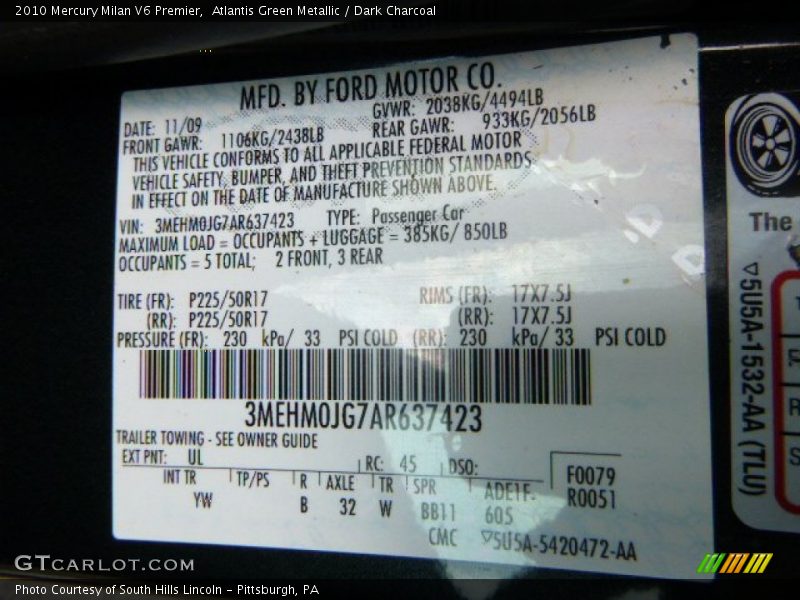 2010 Mercury Milan V6 Premier,  Atlantis Green Metallic / Dark Charcoal
MFD. BY FORD MOTOR CO.
DATE: 11/09 GVWR: 2038KG/4494LB
FRONT GAWR: 1106KG/2438LB REAR GAWR: 933KG/2056LB
THIS VEHICLE CONFORMS TO ALL APPLICABLE FEDERAL MOTOR
VEHICLE SAFETY, BUMPER, AND THEFT PREVENTION STANDARDS
IN EFFECT ON THE DATE OF MANUFACTURE SHOWN ABOVE.
VIN: 3MEHM0JG7AR637423 TYPE: Passenger Car
MAXIMUM LOAD = OCCUPANTS + LUGGAGE = 385KG/ 850LB
OCCUPANTS = 5 TOTAL; 2 FRONT, 3 REAR
TIRE (FR): P225/50R17 RIMS (FR): 17X7.5J
(RR): P225/50R17 (RR): 17X7.5J
PRESSURE (FR): 230 kPa/ 33 PSI COLD (RR): 230 kPa/ 33 PSI COLD
3MEHM0JG7AR637423
TRAILER TOWING - SEE OWNER GUIDE
EXT PNT: UL RC: 45 DSO: F0079
INT TR TP/PS R AXLE TR SPR ADE1F- R0051
YW B 32 W BB11 605
CMC ▽5U5A-5420472-AA
The
▽5U5A-1532-AA (TLU)
R
S
GTCARLOT.COM
Photo Courtesy of South Hills Lincoln - Pittsburgh, PA